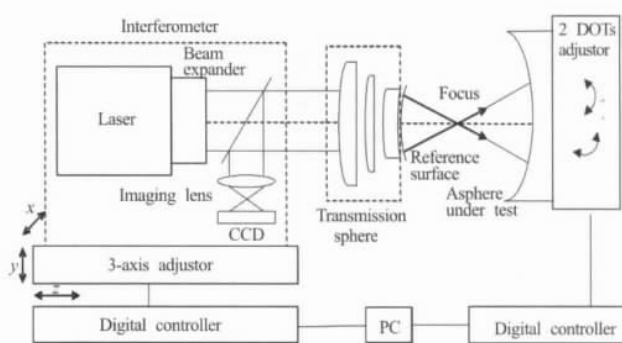 Interferometer
Beam
expander
Laser
Imaging lens
CCD
Transmission
sphere
Focus
Reference
surface
Asphere
under test
2 DOTs
adjustor
x
y
z
3-axis adjustor
Digital controller
PC
Digital controller